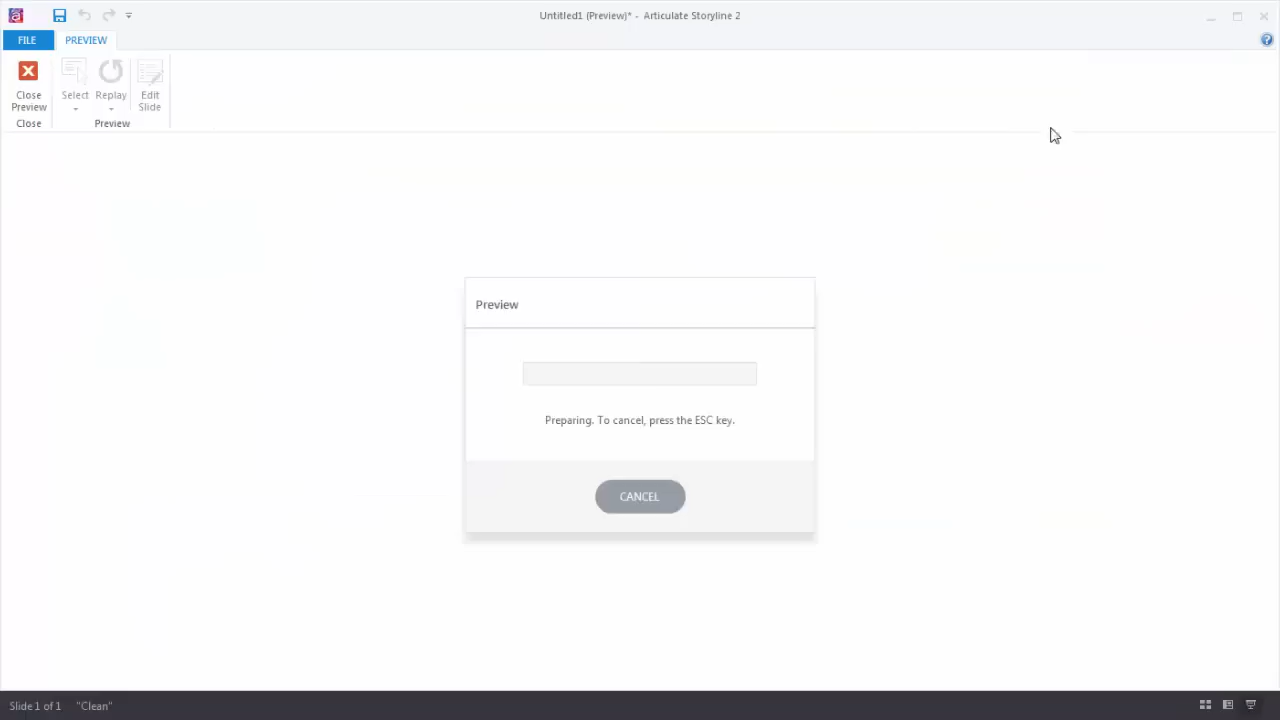 Untitled1 (Preview)* - Articulate Storyline 2
FILE
PREVIEW
Close Preview
Select
Replay
Edit Slide
Close
Preview
Preview
Preparing. To cancel, press the ESC key.
CANCEL
Slide 1 of 1
"Clean"